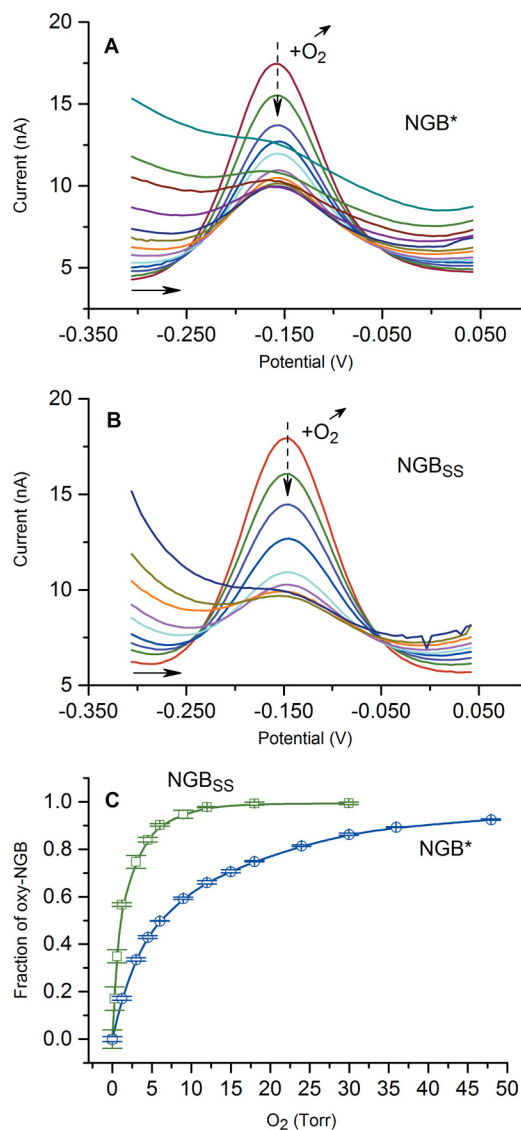 20
A
+O2
15
NGB*
10
5
Current (nA)
-0.350 -0.250 -0.150 -0.050 0.050
Potential (V)
20
B
+O2
NGBSS
15
10
5
Current (nA)
-0.350 -0.250 -0.150 -0.050 0.050
Potential (V)
C
NGBSS
1.0
NGB*
0.8
0.6
0.4
0.2
0.0
Fraction of oxy-NGB
0 5 10 15 20 25 30 35 40 45 50
O2 (Torr)